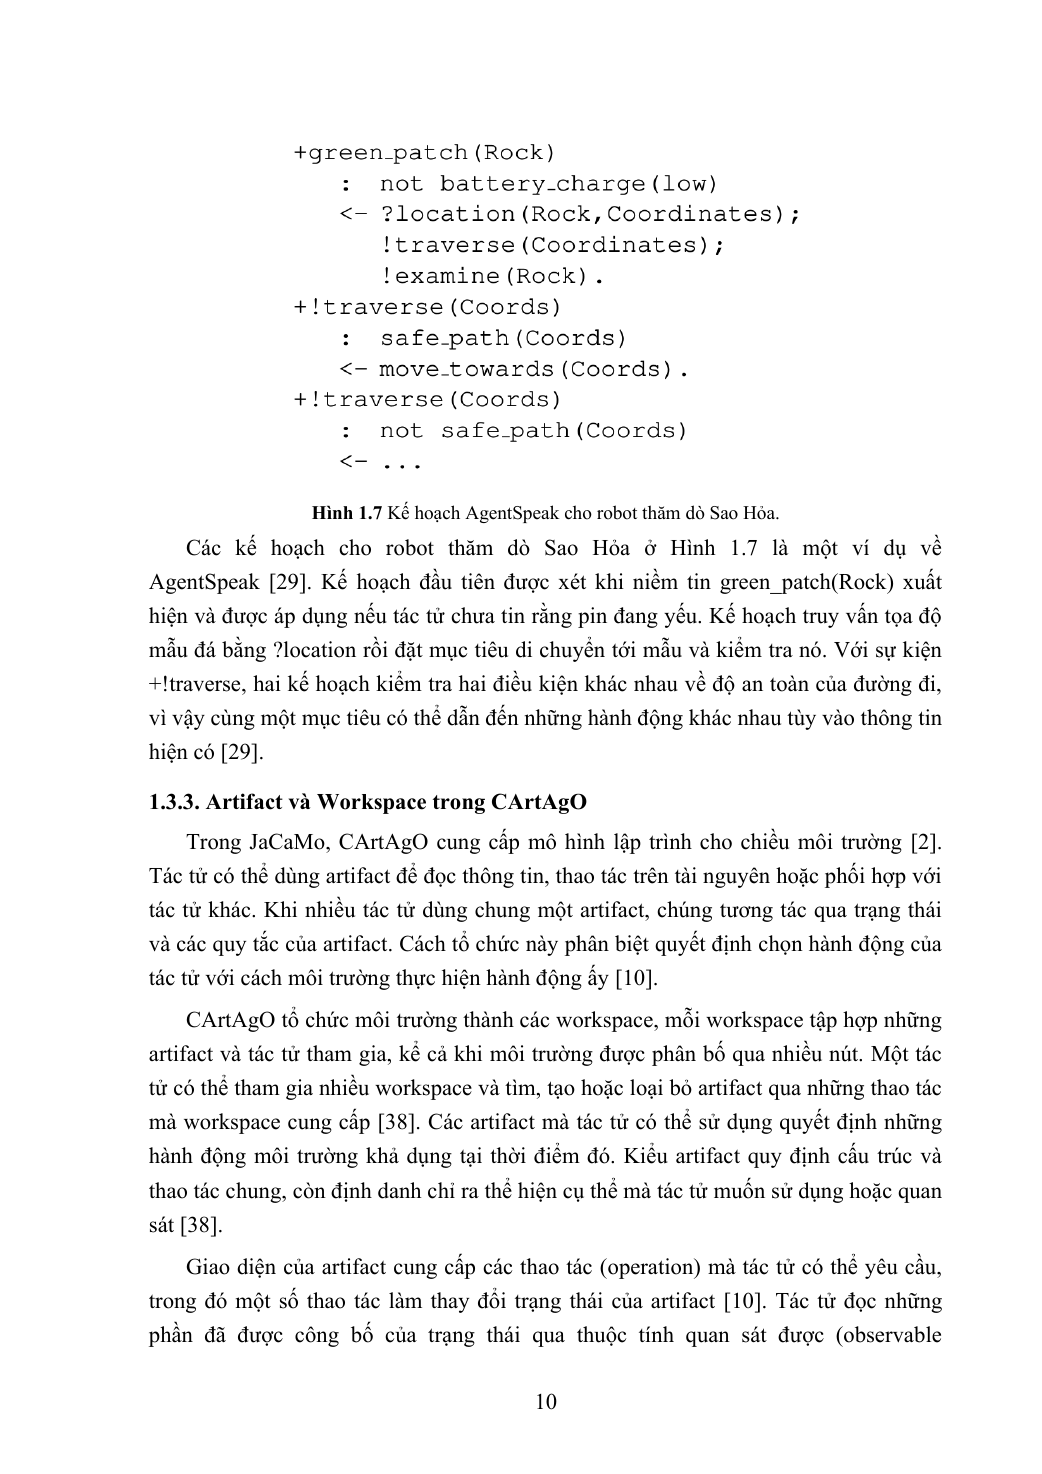 +green_patch(Rock)
: not battery_charge(low)
<- ?location(Rock,Coordinates);
!traverse(Coordinates);
!examine(Rock).
+!traverse(Coords)
: safe_path(Coords)
<- move_towards(Coords).
+!traverse(Coords)
: not safe_path(Coords)
<- ...
Hình 1.7 Kế hoạch AgentSpeak cho robot thăm dò Sao Hỏa.
Các kế hoạch cho robot thăm dò Sao Hỏa ở Hình 1.7 là một ví dụ về
AgentSpeak [29]. Kế hoạch đầu tiên được xét khi niềm tin green_patch(Rock) xuất
hiện và được áp dụng nếu tác tử chưa tin rằng pin đang yếu. Kế hoạch truy vấn tọa độ
mẫu đá bằng ?location rồi đặt mục tiêu di chuyển tới mẫu và kiểm tra nó. Với sự kiện
+!traverse, hai kế hoạch kiểm tra hai điều kiện khác nhau về độ an toàn của đường đi,
vì vậy cùng một mục tiêu có thể dẫn đến những hành động khác nhau tùy vào thông tin
hiện có [29].
1.3.3. Artifact và Workspace trong CArtAgO
Trong JaCaMo, CArtAgO cung cấp mô hình lập trình cho chiều môi trường [2].
Tác tử có thể dùng artifact để đọc thông tin, thao tác trên tài nguyên hoặc phối hợp với
tác tử khác. Khi nhiều tác tử dùng chung một artifact, chúng tương tác qua trạng thái
và các quy tắc của artifact. Cách tổ chức này phân biệt quyết định chọn hành động của
tác tử với cách môi trường thực hiện hành động ấy [10].
CArtAgO tổ chức môi trường thành các workspace, mỗi workspace tập hợp những
artifact và tác tử tham gia, kể cả khi môi trường được phân bố qua nhiều nút. Một tác
tử có thể tham gia nhiều workspace và tìm, tạo hoặc loại bỏ artifact qua những thao tác
mà workspace cung cấp [38]. Các artifact mà tác tử có thể sử dụng quyết định những
hành động môi trường khả dụng tại thời điểm đó. Kiểu artifact quy định cấu trúc và
thao tác chung, còn định danh chỉ ra thể hiện cụ thể mà tác tử muốn sử dụng hoặc quan
sát [38].
Giao diện của artifact cung cấp các thao tác (operation) mà tác tử có thể yêu cầu,
trong đó một số thao tác làm thay đổi trạng thái của artifact [10]. Tác tử đọc những
phần đã được công bố của trạng thái qua thuộc tính quan sát được (observable
10